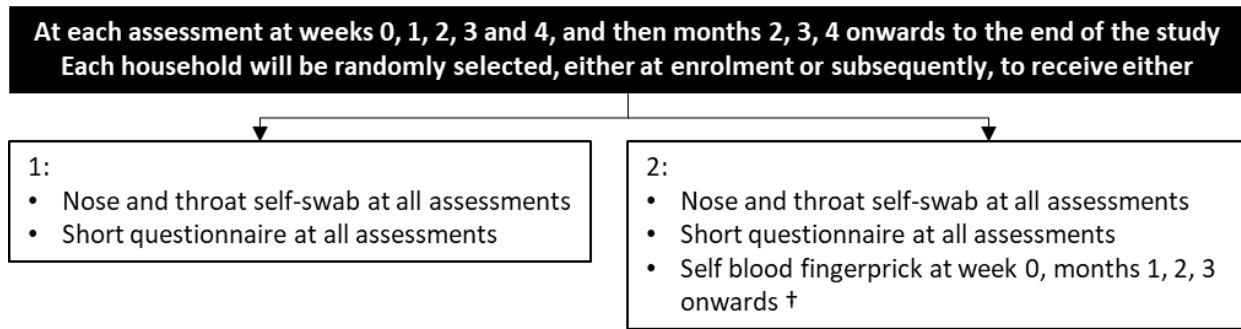 At each assessment at weeks 0, 1, 2, 3 and 4, and then months 2, 3, 4 onwards to the end of the study
Each household will be randomly selected, either at enrolment or subsequently, to receive either
1:
• Nose and throat self-swab at all assessments
• Short questionnaire at all assessments
2:
• Nose and throat self-swab at all assessments
• Short questionnaire at all assessments
• Self blood fingerprick at week 0, months 1, 2, 3
onwards †